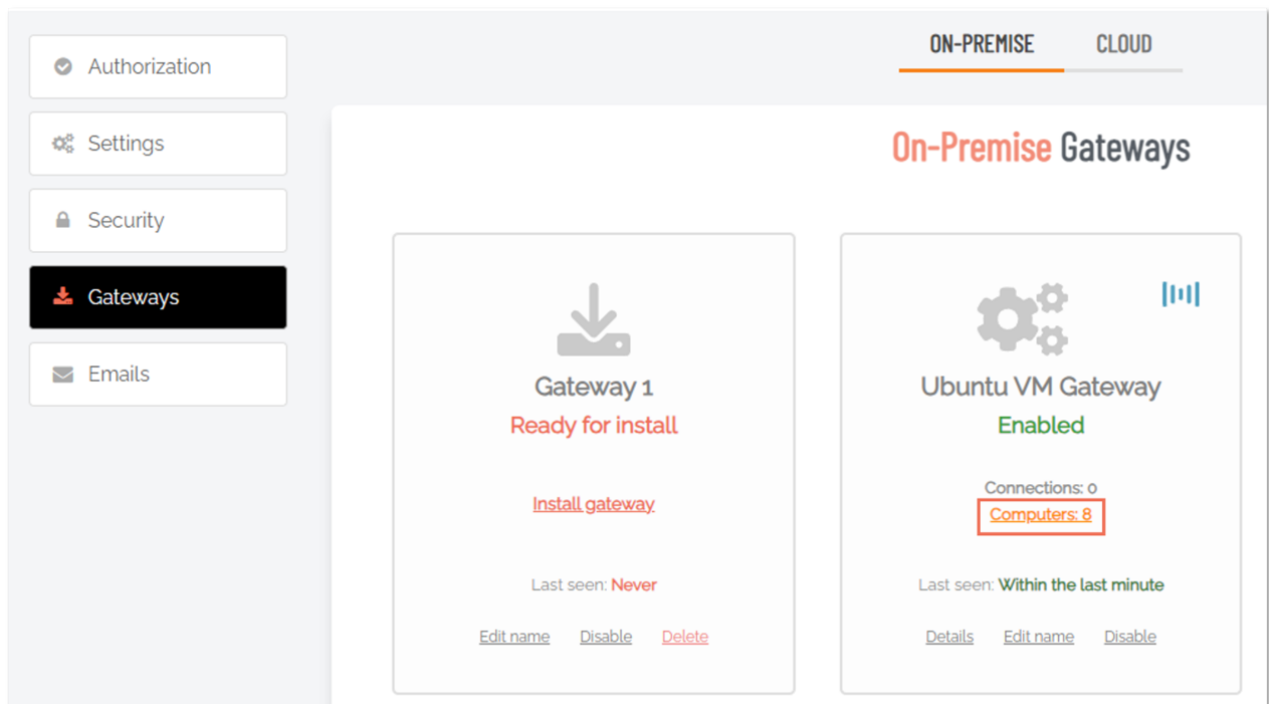 Authorization
Settings
Security
Gateways
Emails
ON-PREMISE CLOUD
On-Premise Gateways
Gateway 1
Ready for install
Install gateway
Last seen: Never
Edit name Disable Delete
Ubuntu VM Gateway
Enabled
Connections: 0
Computers: 8
Last seen: Within the last minute
Details Edit name Disable